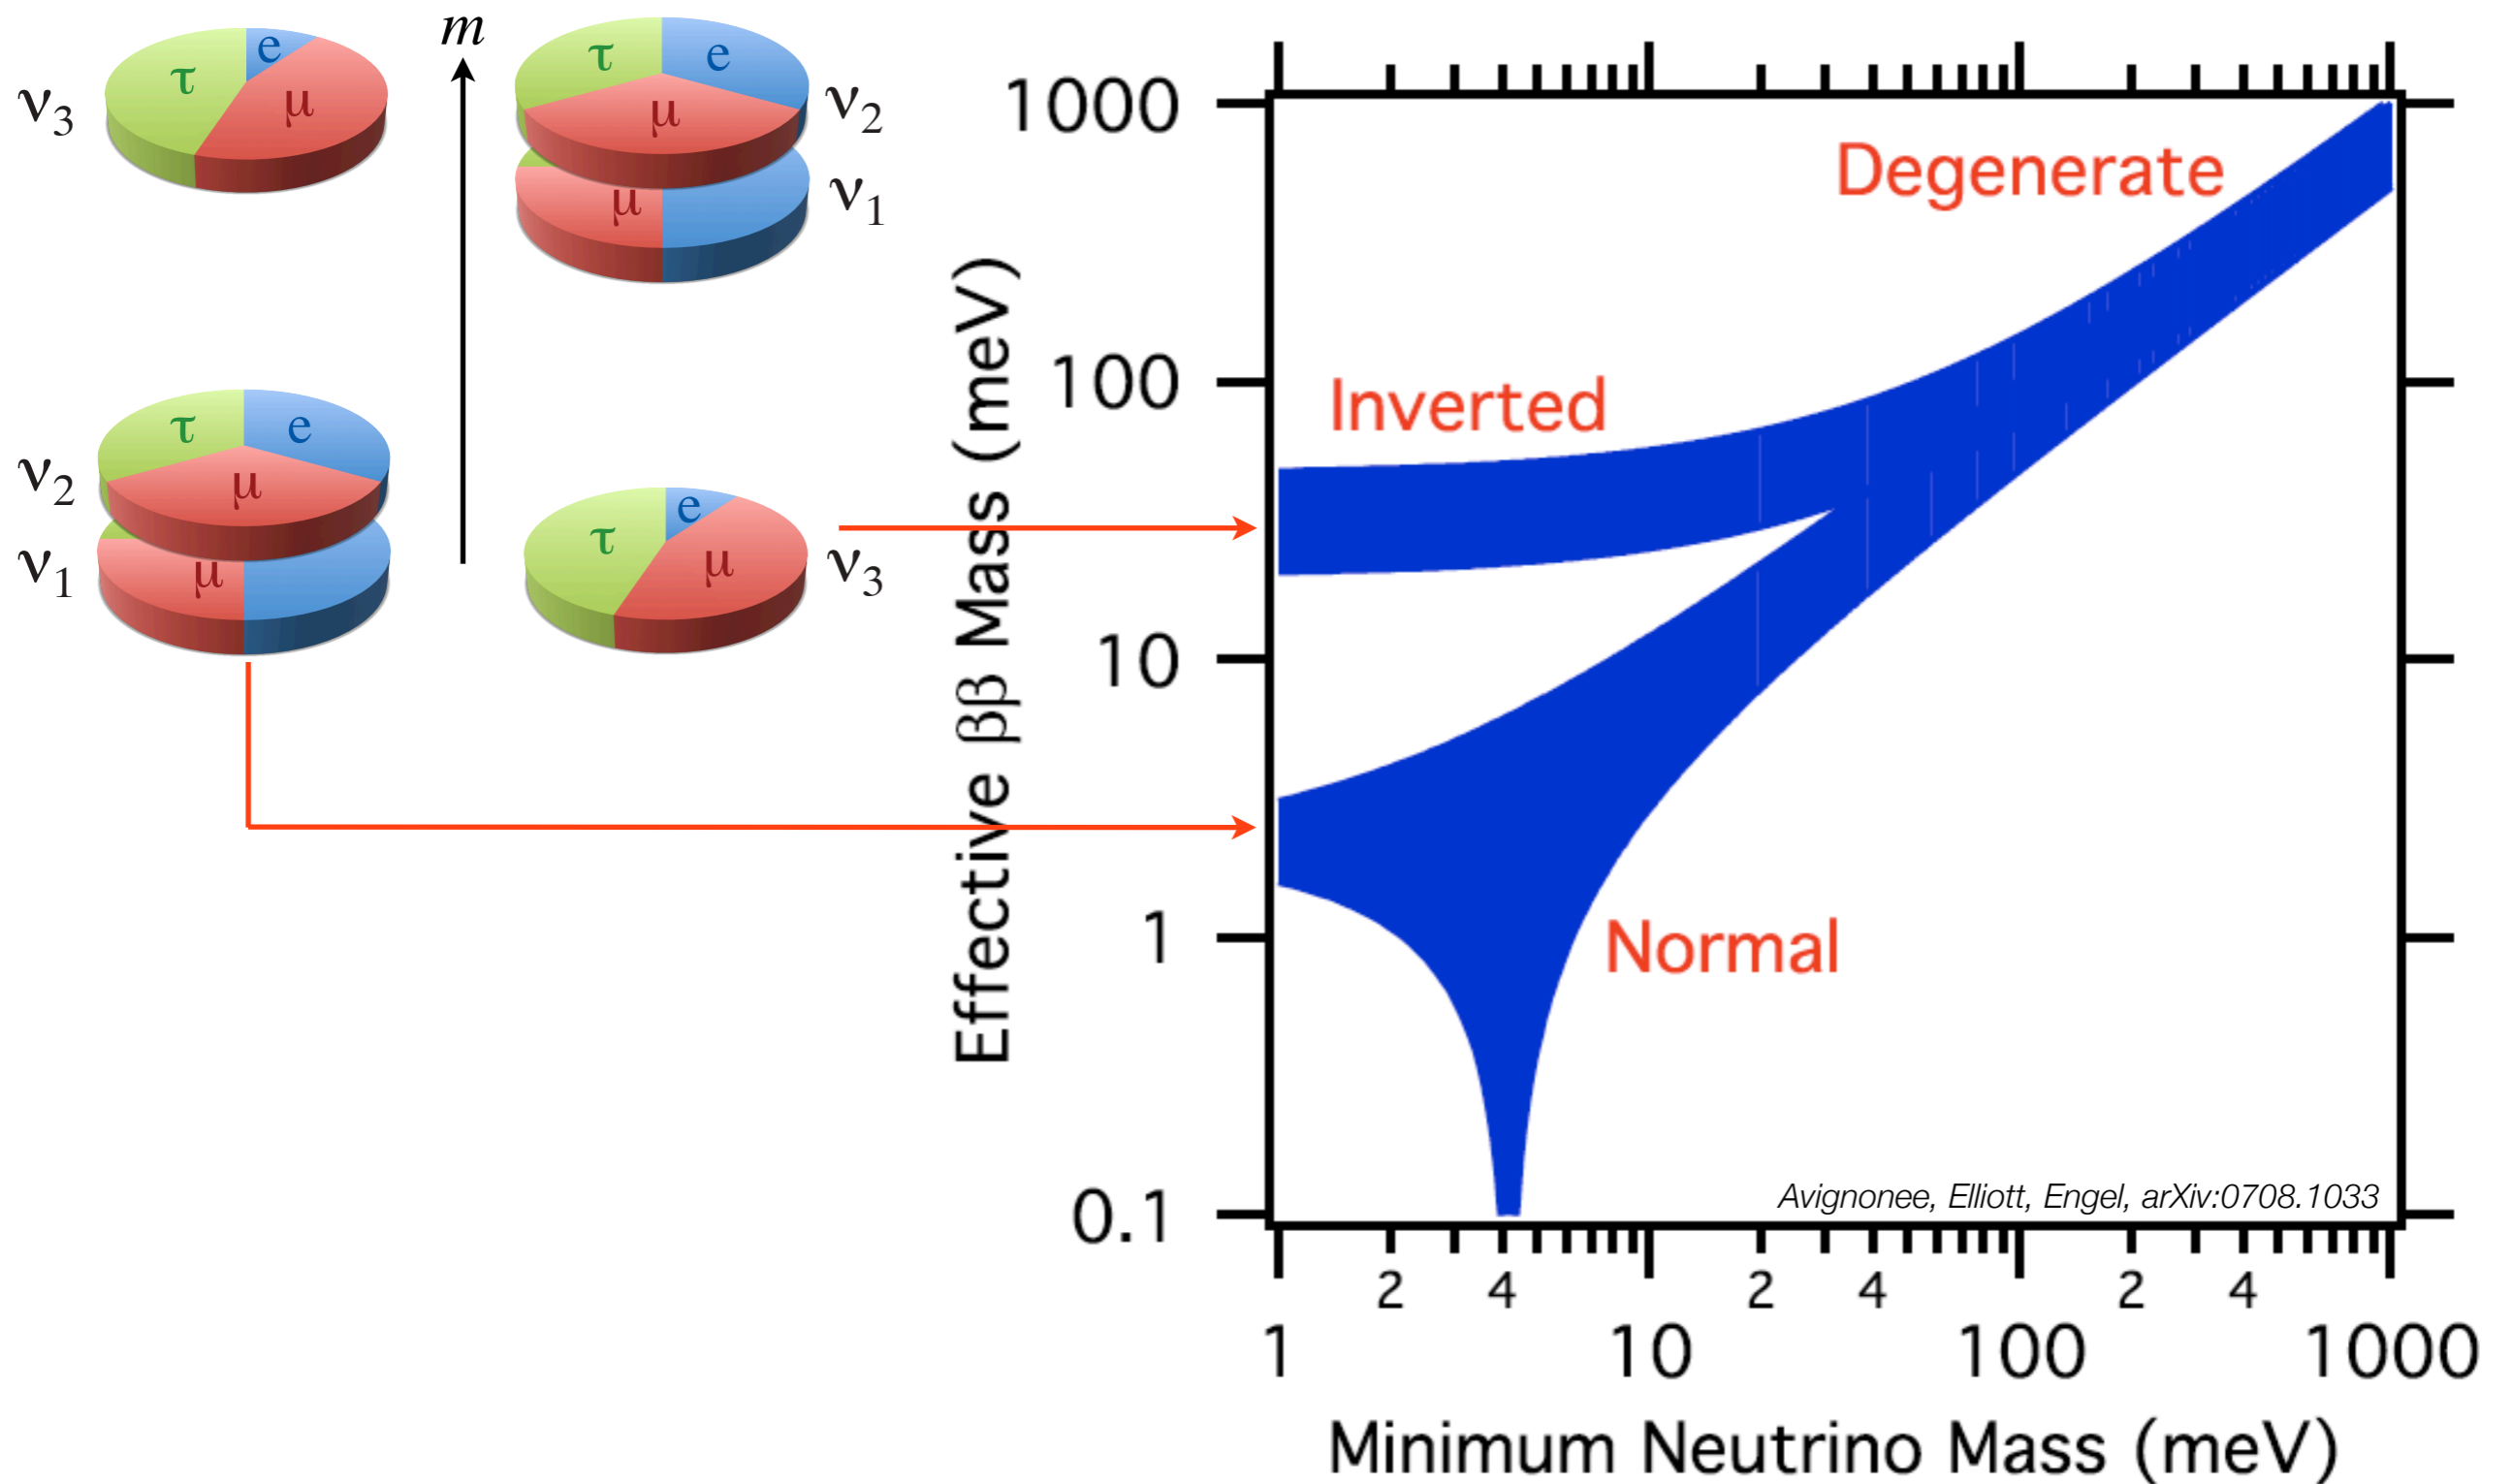 m
τ e
μ
ν3
τ e
μ
ν2
μ
ν1
τ e
μ
ν2
μ
ν1
τ e
μ
ν3
Effective ββ Mass (meV)
1000
100
10
1
0.1
Degenerate
Inverted
Normal
Avignonee, Elliott, Engel, arXiv:0708.1033
2 4 2 4 2 4
1 10 100 1000
Minimum Neutrino Mass (meV)